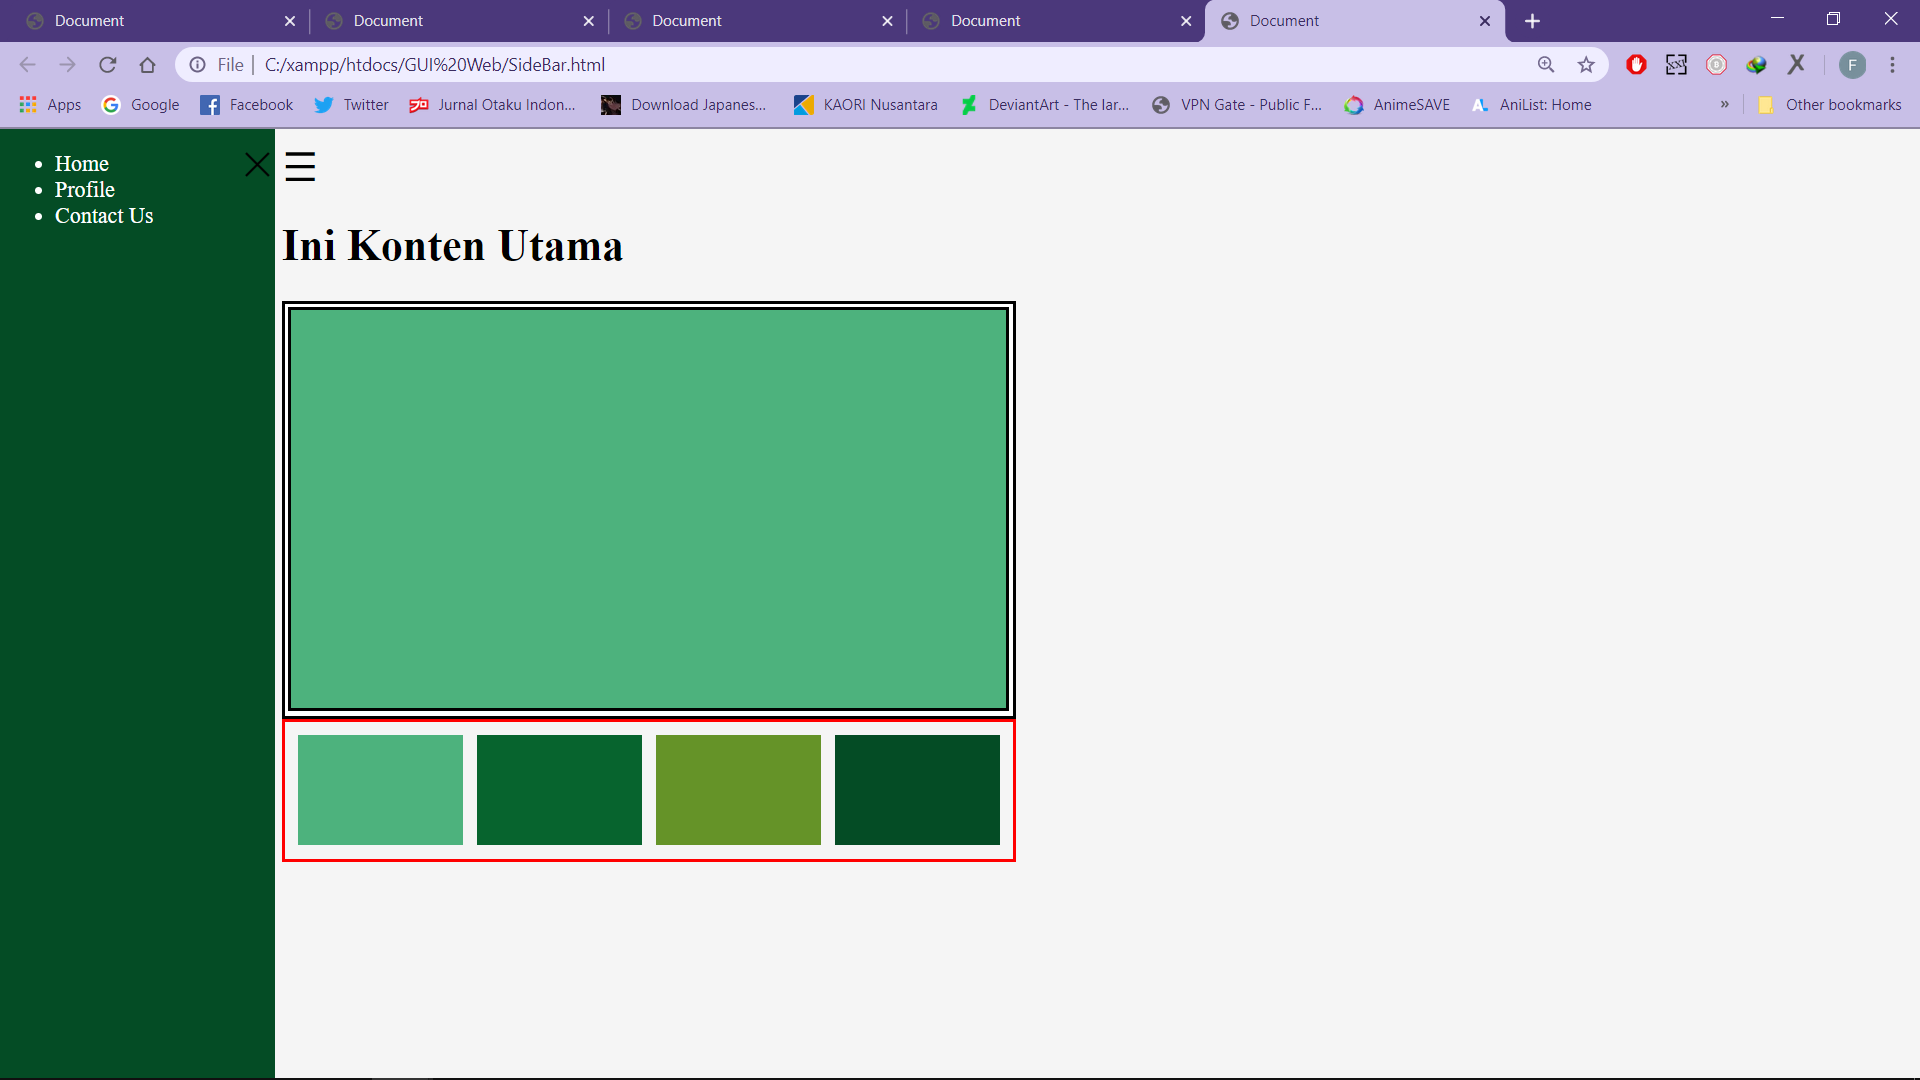 Document Document Document Document Document
File C:/xampp/htdocs/GUI%20Web/SideBar.html F
Apps Google Facebook Twitter Jurnal Otaku Indon... Download Japanes... KAORI Nusantara DeviantArt - The lar... VPN Gate - Public F... AnimeSAVE AniList: Home » Other bookmarks
Home
Profile
Contact Us
Ini Konten Utama